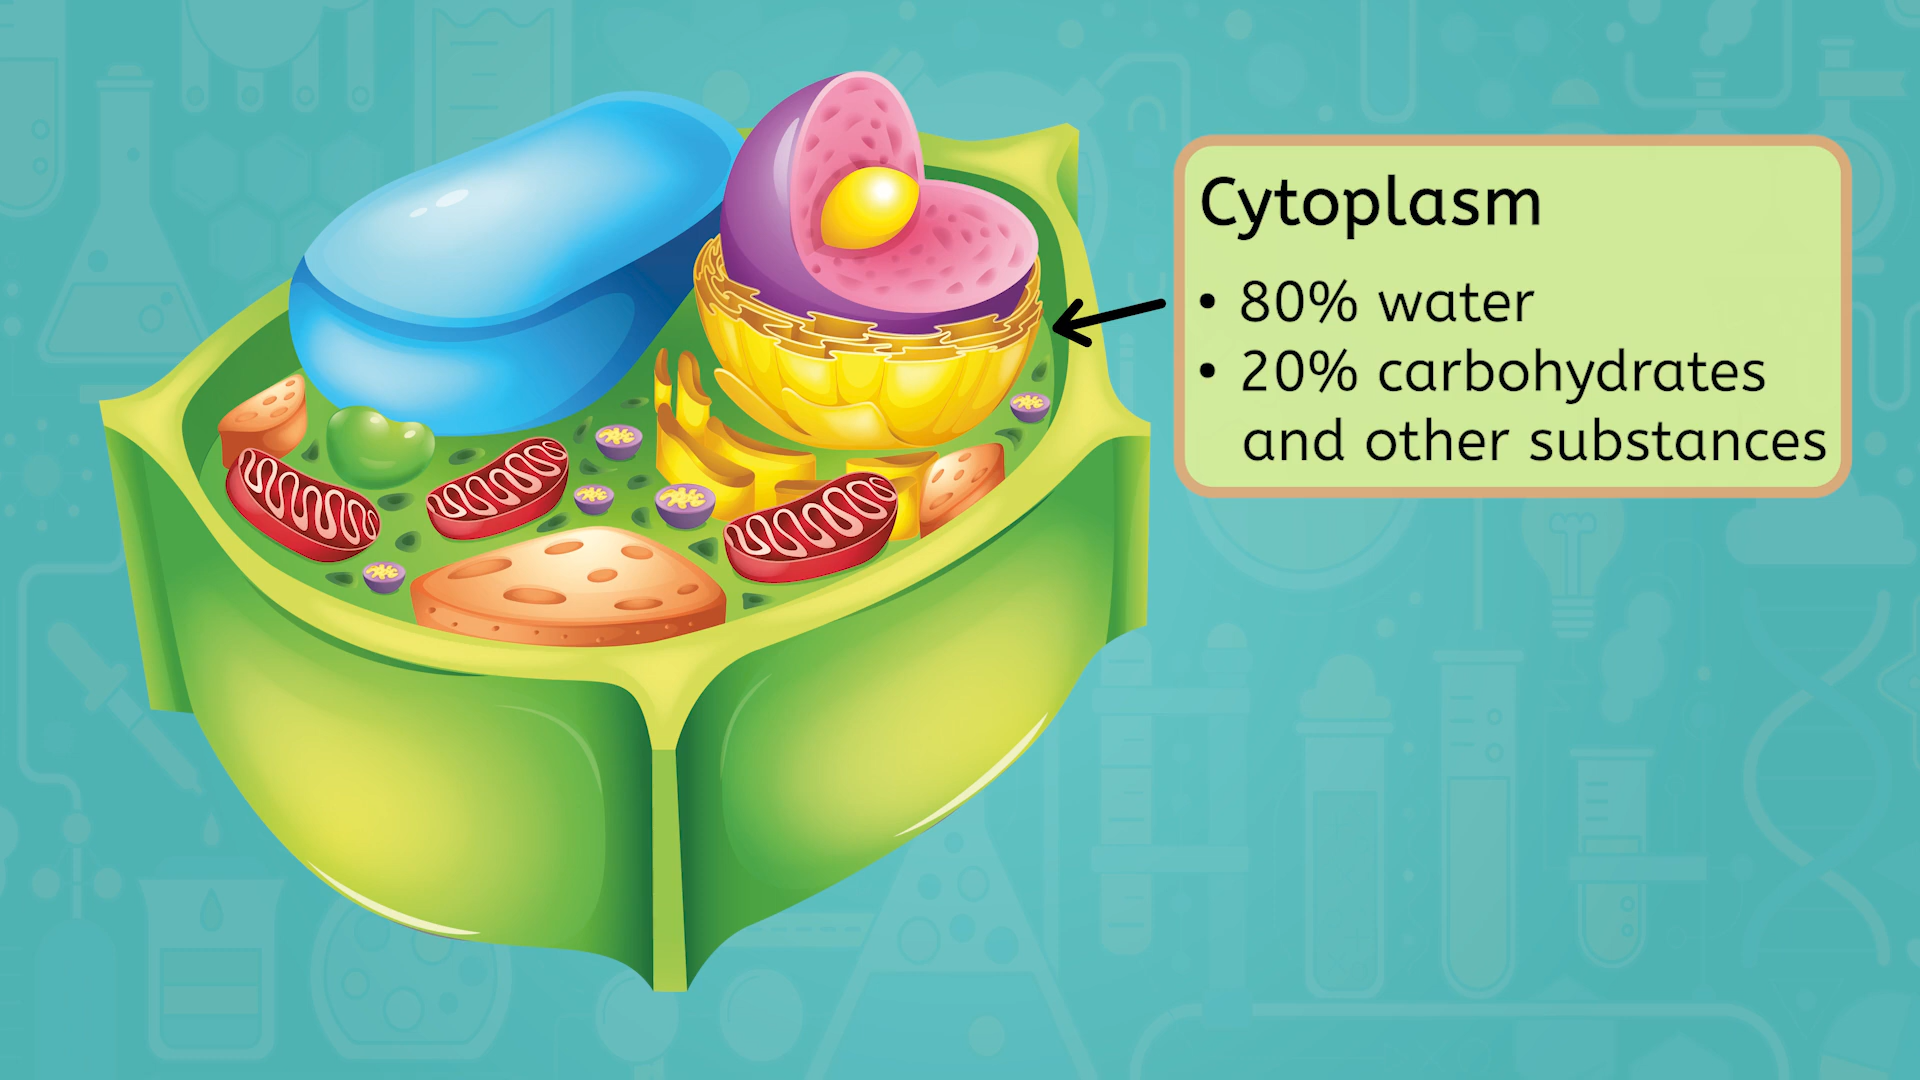 Cytoplasm
• 80% water
• 20% carbohydrates
and other substances